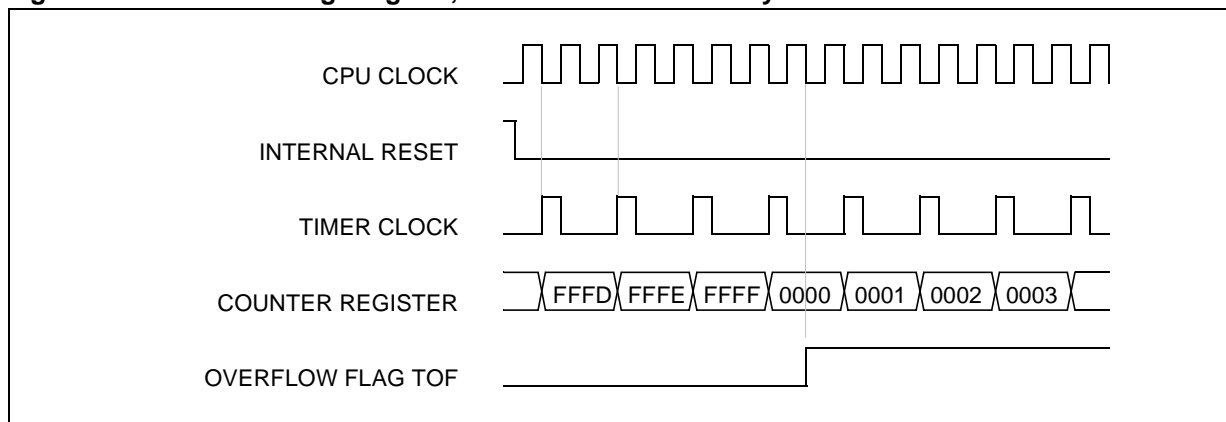 CPU CLOCK
INTERNAL RESET
TIMER CLOCK
COUNTER REGISTER
FFFD FFFE FFFF 0000 0001 0002 0003
OVERFLOW FLAG TOF